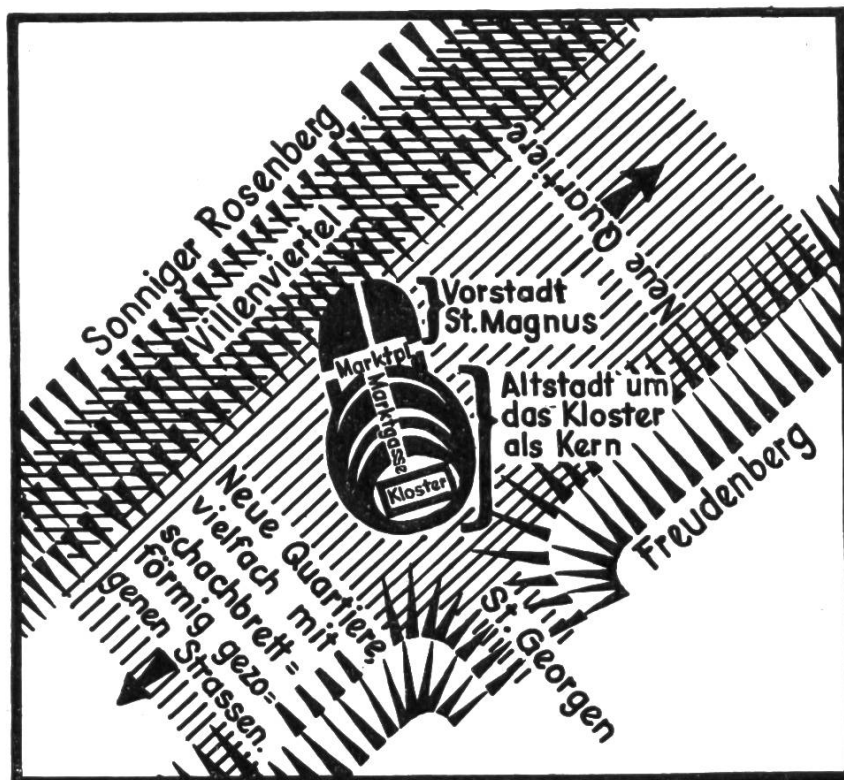 Sonniger Rosenberg
Villenviertel
Neue Quartiere
Vorstadt
St. Magnus
Marktpl.
Marktgasse
Kloster
Altstadt um
das Kloster
als Kern
Freudenberg
St. Georgen
Neue Quartiere,
vielfach mit
schachbrett=
förmig gezo=
genen Strassen.